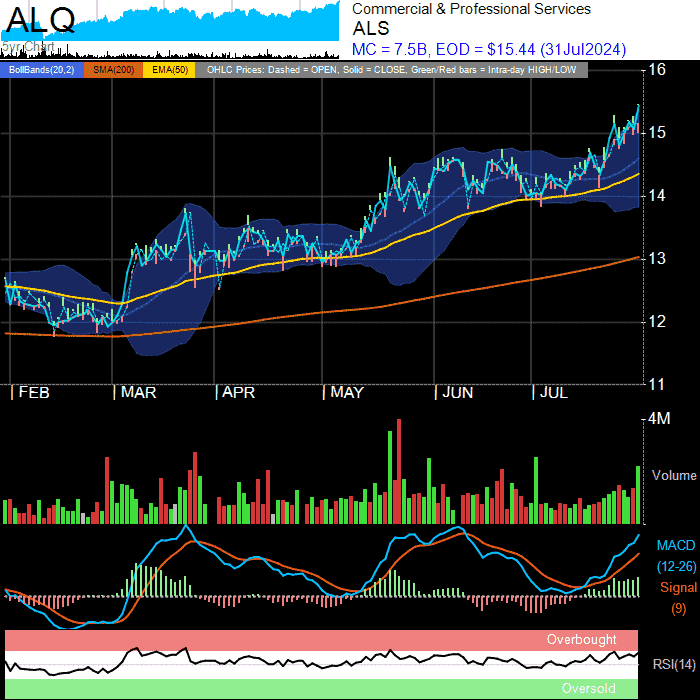 ALQ
5yr Chart
Commercial & Professional Services
ALS
MC = 7.5B, EOD = $15.44 (31Jul2024)
BollBands(20,2) SMA(200) EMA(50) OHLC Prices: Dashed = OPEN, Solid = CLOSE, Green/Red bars = Intra-day HIGH/LOW
16
15
14
13
12
11
| FEB | MAR | APR | MAY | JUN | JUL
4M
Volume
MACD
(12-26)
Signal
(9)
Overbought
RSI(14)
Oversold